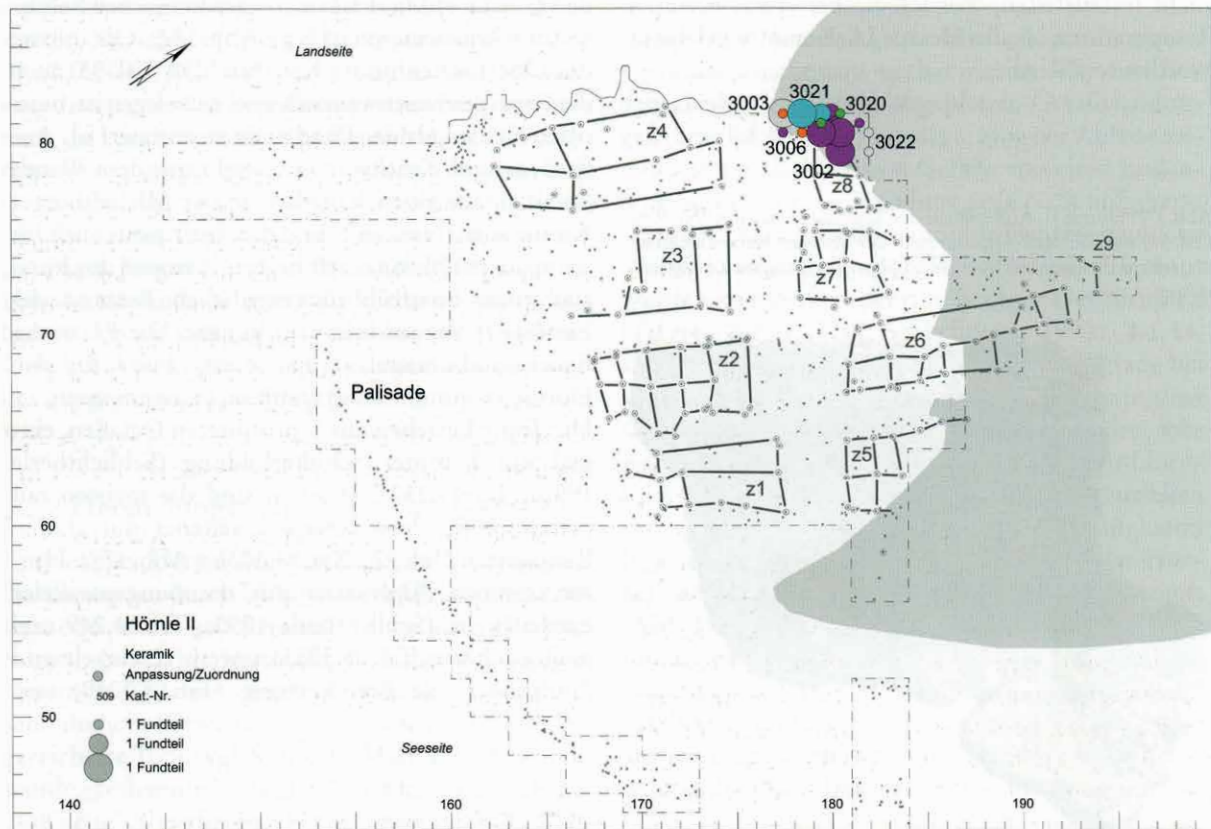 Landseite
3021
3003
3020
80
z4
3006
3022
3002
z8
z9
z3
z7
70
z6
z2
Palisade
z5
z1
60
Hörnle II
Keramik
Anpassung/Zuordnung
509 Kat.-Nr.
50
1 Fundteil
1 Fundteil
1 Fundteil
Seeseite
140
160
170
180
190